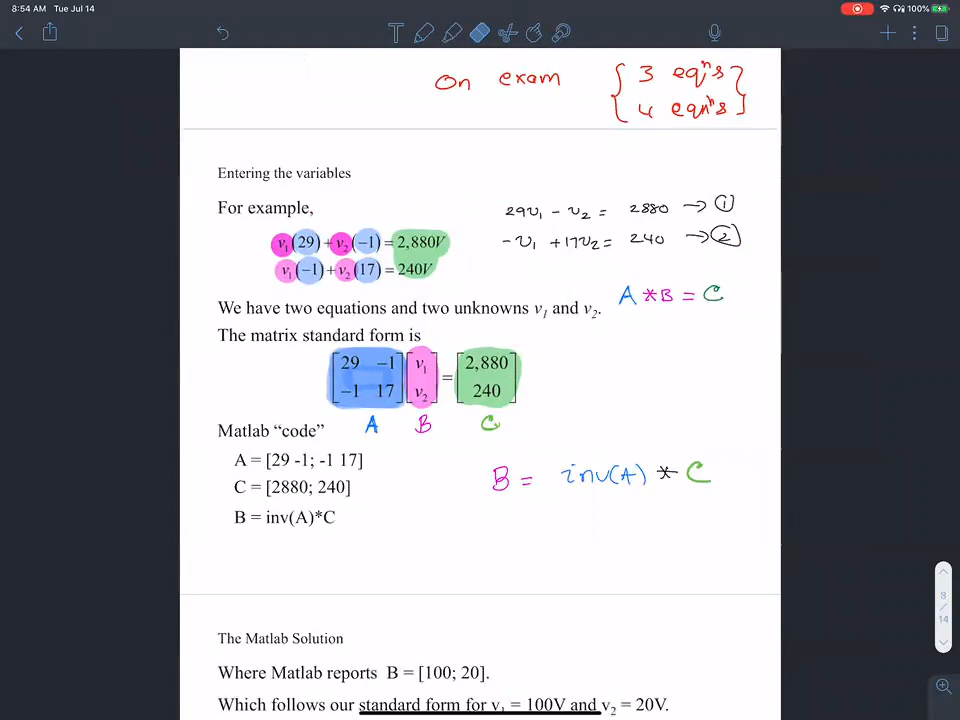 8:54 AM Tue Jul 14
100%
On exam { 3 eqⁿs }
{ 4 eqnⁿs ]
Entering the variables
For example,
29v₁ - v₂ = 2880 → ①
-v₁ + 17v₂ = 240 → ②
v₁(29) + v₂(−1) = 2,880V
v₁(−1) + v₂(17) = 240V
A * B = C
We have two equations and two unknowns v₁ and v₂.
The matrix standard form is
[29 −1] [v₁] = [2,880]
[−1 17] [v₂] [240]
A B C
Matlab “code”
A = [29 -1; -1 17]
C = [2880; 240]
B = inv(A) * C
B = inv(A)*C
3
/
14
The Matlab Solution
Where Matlab reports B = [100; 20].
Which follows our standard form for v₁ = 100V and v₂ = 20V.